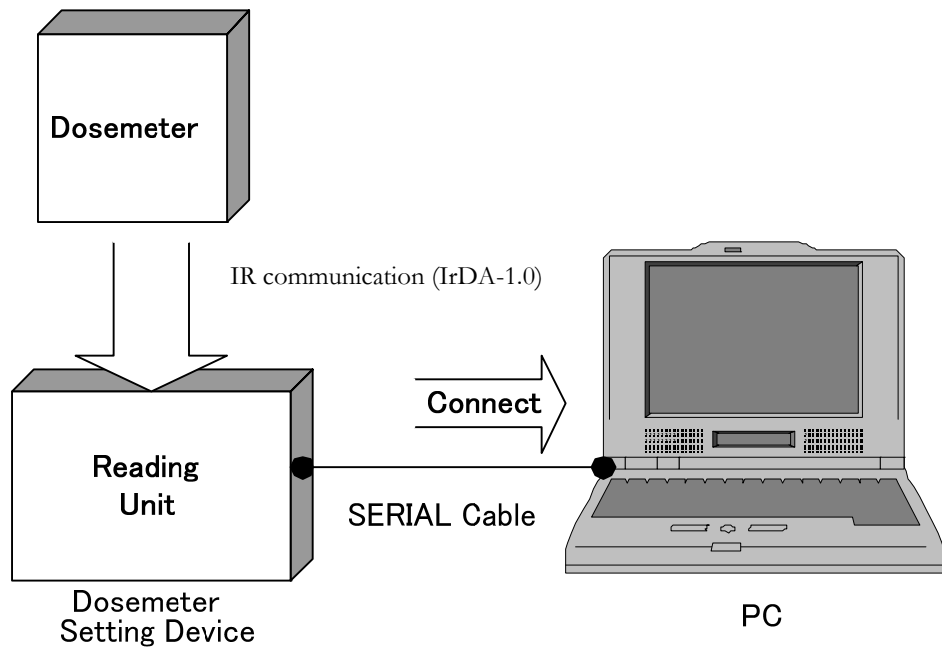 Dosemeter
IR communication (IrDA-1.0)
Connect
Reading
Unit
SERIAL Cable
Dosemeter
Setting Device
PC